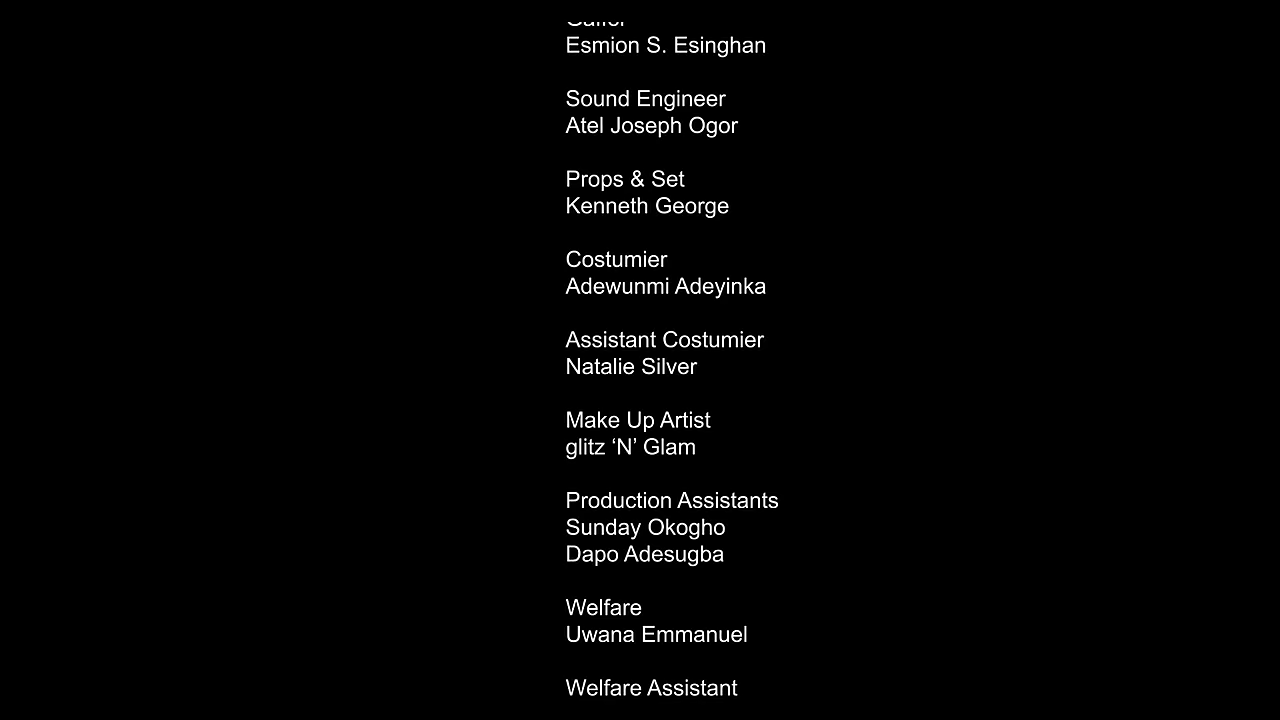 Esmion S. Esinghan
Sound Engineer
Atel Joseph Ogor
Props & Set
Kenneth George
Costumier
Adewunmi Adeyinka
Assistant Costumier
Natalie Silver
Make Up Artist
glitz ‘N’ Glam
Production Assistants
Sunday Okogho
Dapo Adesugba
Welfare
Uwana Emmanuel
Welfare Assistant